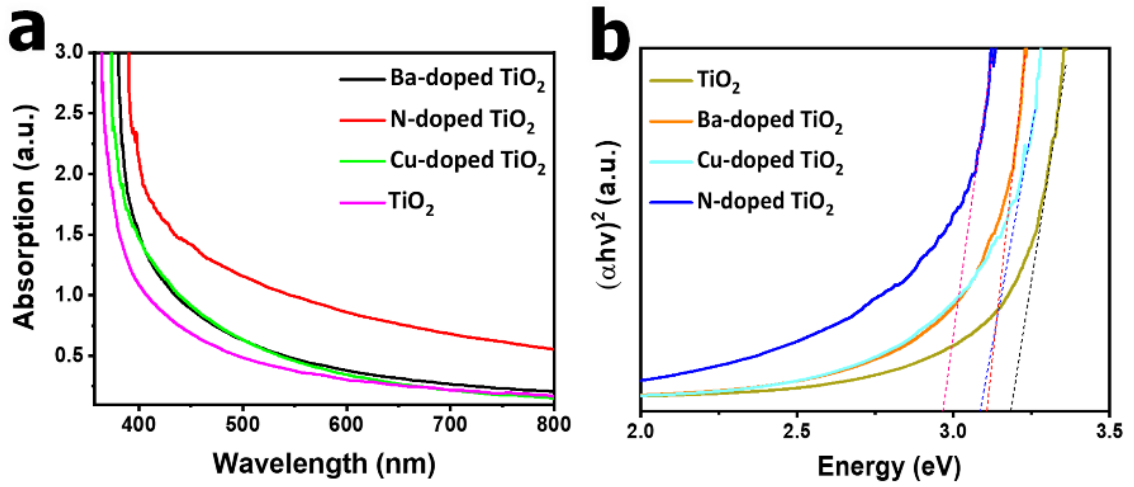 a
3.0
2.5
2.0
1.5
1.0
0.5
Absorption (a.u.)
Ba-doped TiO₂
N-doped TiO₂
Cu-doped TiO₂
TiO₂
400 500 600 700 800
Wavelength (nm)
b
(αhv)² (a.u.)
TiO₂
Ba-doped TiO₂
Cu-doped TiO₂
N-doped TiO₂
2.0 2.5 3.0 3.5
Energy (eV)